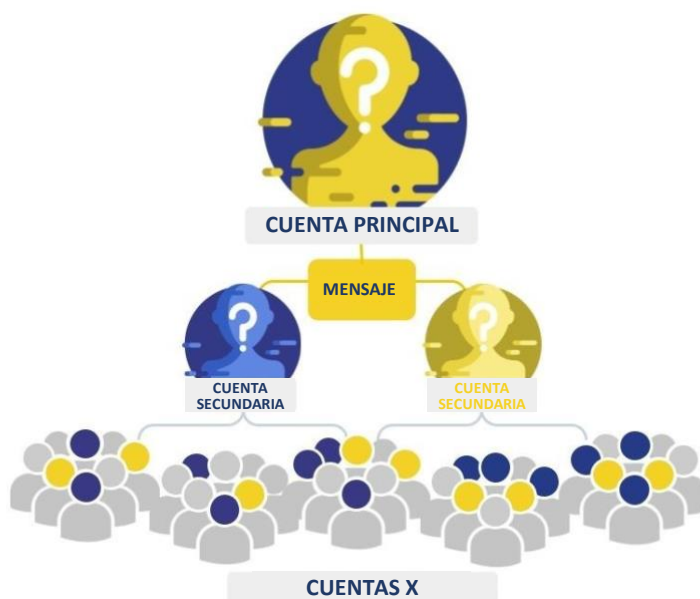 CUENTA PRINCIPAL
MENSAJE
CUENTA
SECUNDARIA
CUENTA
SECUNDARIA
CUENTAS X